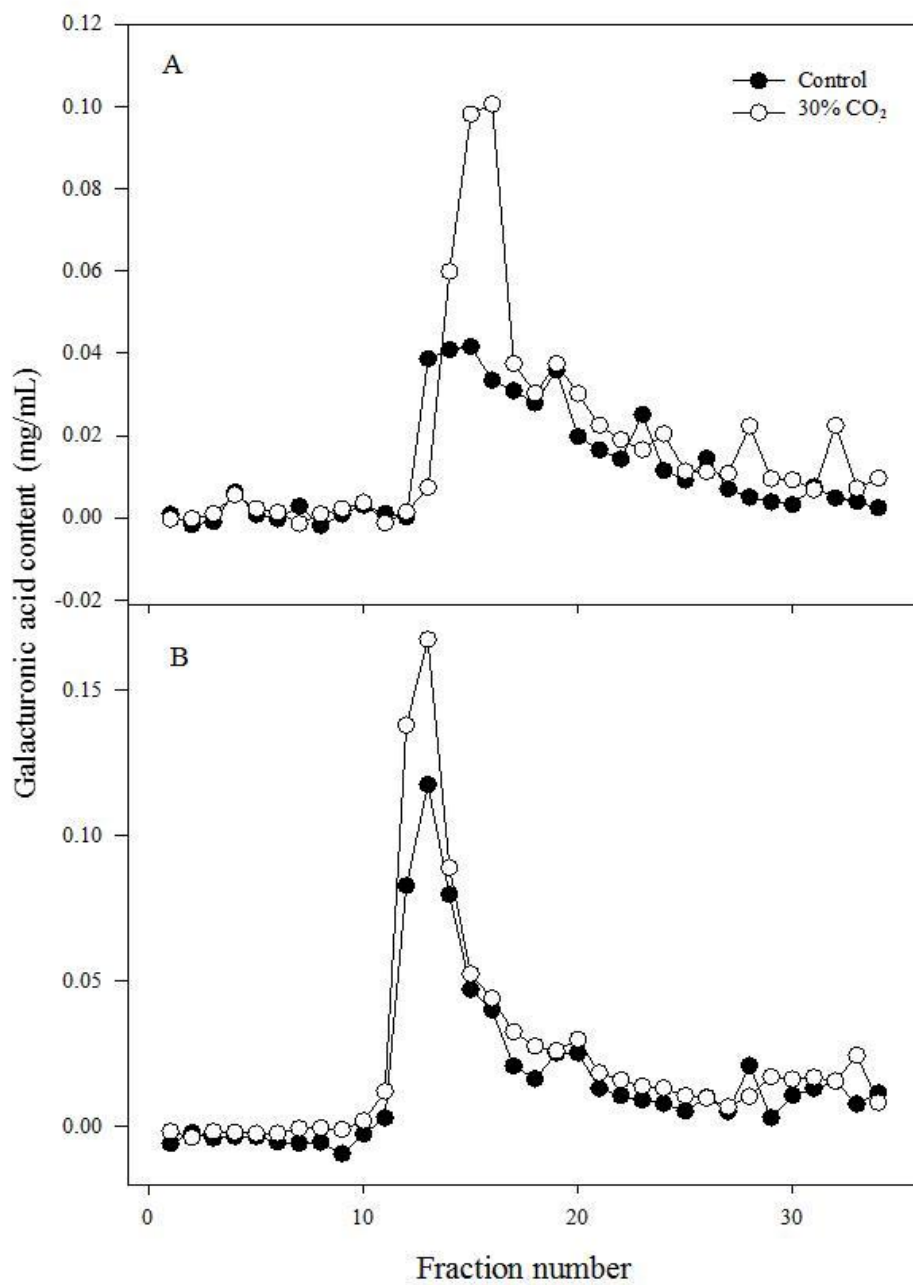 0.12
A
Control
30% CO₂
0.10
0.08
0.06
0.04
0.02
0.00
-0.02
Galacturonic acid content (mg/mL)
B
0.15
0.10
0.05
0.00
0 10 20 30
Fraction number